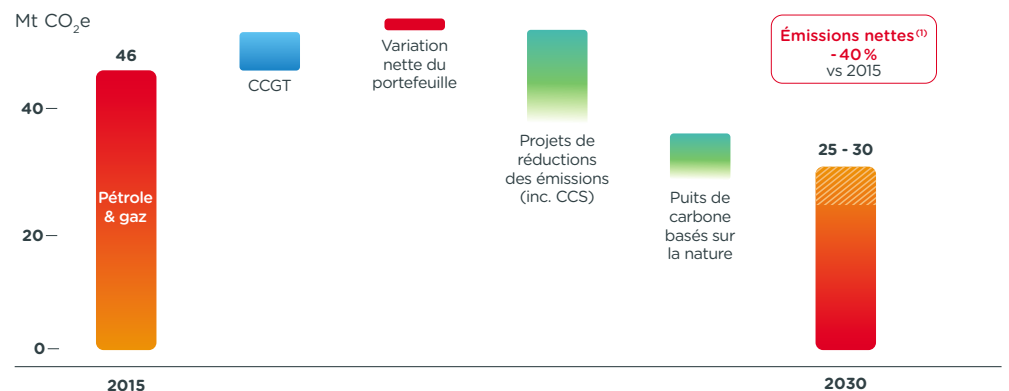 Mt CO₂e
46
40
20
0
Pétrole
& gaz
2015
CCGT
Variation
nette du
portefeuille
Projets de
réductions
des émissions
(inc. CCS)
Puits de
carbone
basés sur
la nature
Émissions nettes⁽¹⁾
- 40 %
vs 2015
25 - 30
2030